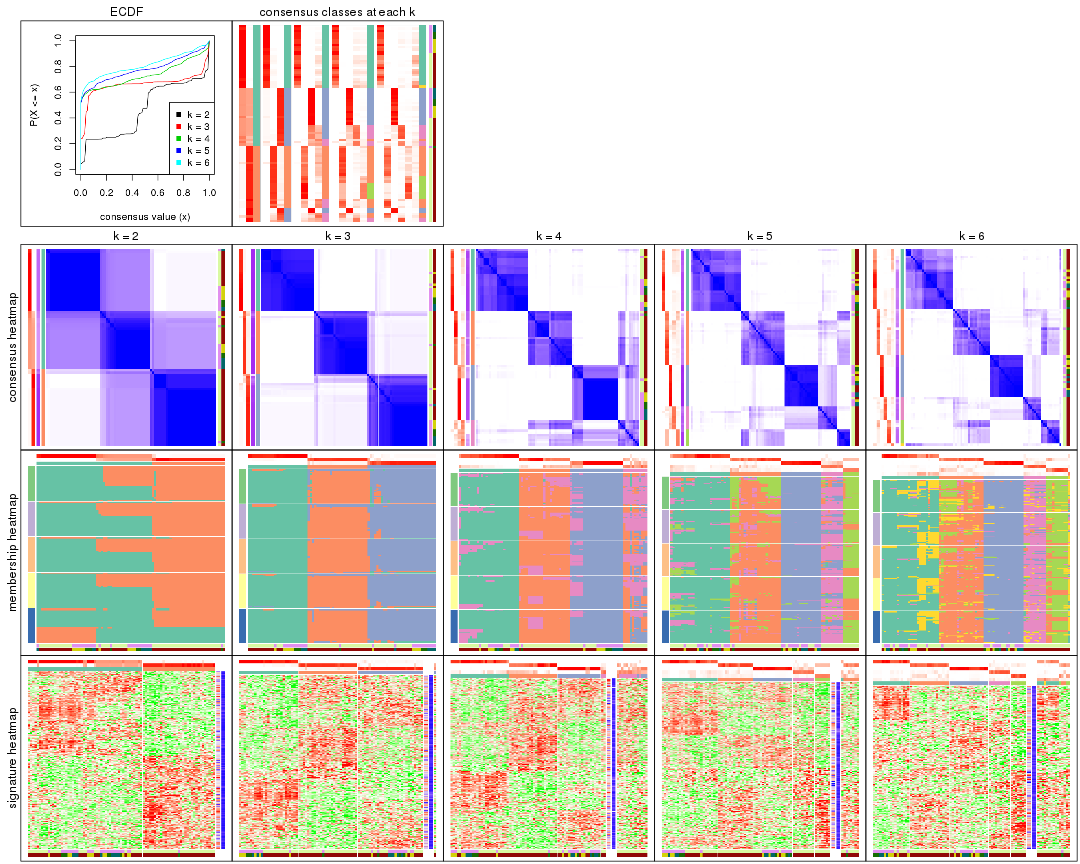 ECDF
consensus classes at each k
P(X <= x)
1.0
0.8
0.6
0.4
0.2
0.0
k = 2
k = 3
k = 4
k = 5
k = 6
0.0 0.2 0.4 0.6 0.8 1.0
consensus value (x)
k = 2 k = 3 k = 4 k = 5 k = 6
consensus heatmap
membership heatmap
signature heatmap